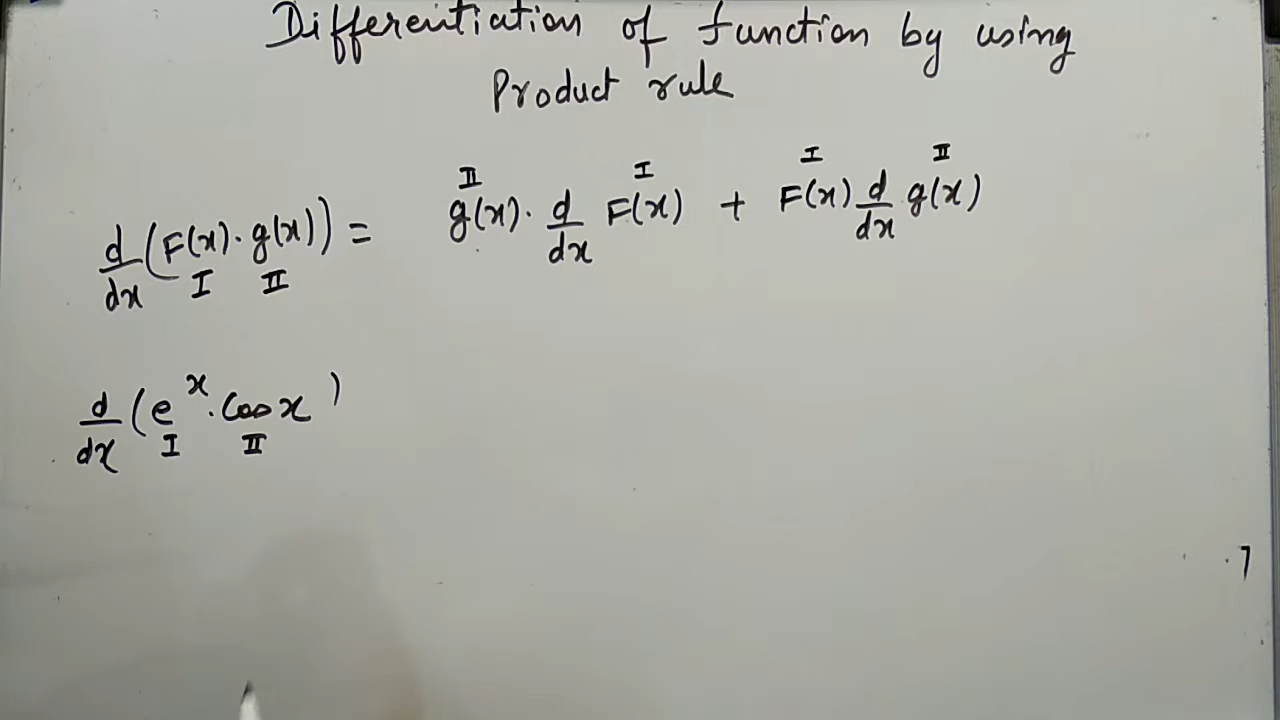 Differentiation of function by using
Product rule
d/dx (F(x) · g(x)) = g(x) · d/dx F(x) + F(x) d/dx g(x)
I II II I I II
d/dx (e^x · Cos x)
I II